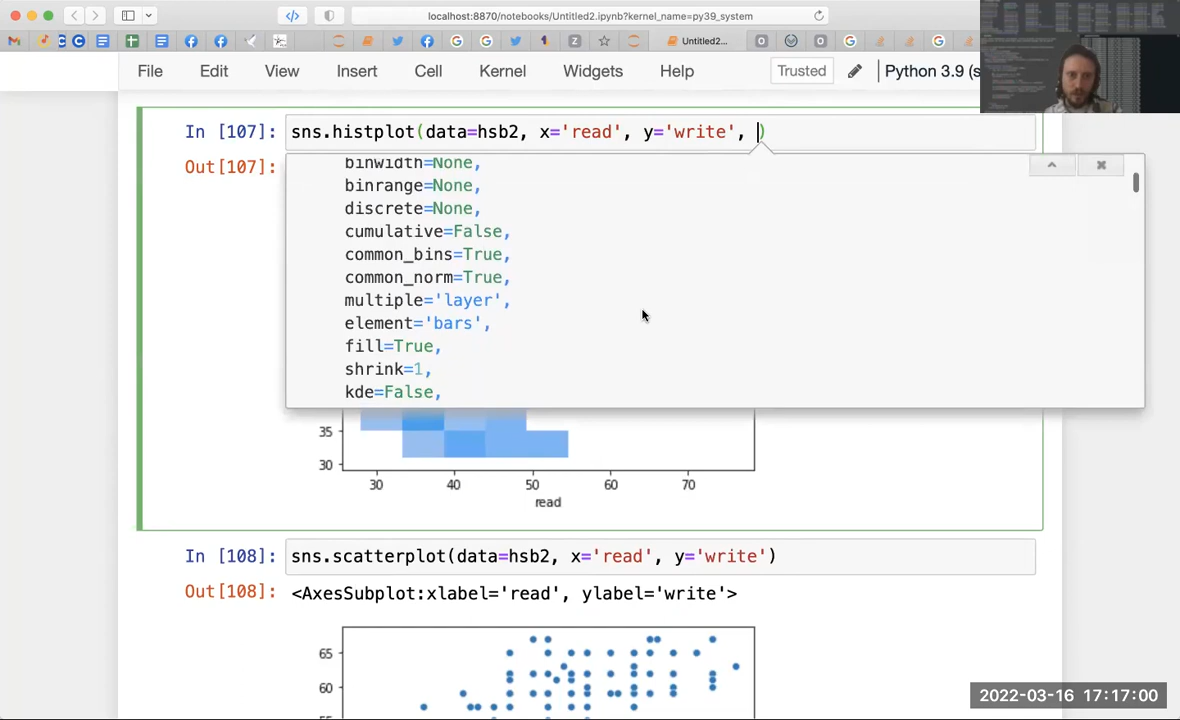 localhost:8870/notebooks/Untitled2.ipynb?kernel_name=py39_system
Untitled2...
File Edit View Insert Cell Kernel Widgets Help Trusted Python 3.9 (s
In [107]: sns.histplot(data=hsb2, x='read', y='write', )
Out[107]:
binwidth=None,
binrange=None,
discrete=None,
cumulative=False,
common_bins=True,
common_norm=True,
multiple='layer',
element='bars',
fill=True,
shrink=1,
kde=False,
35
30
30 40 50 60 70
read
In [108]: sns.scatterplot(data=hsb2, x='read', y='write')
Out[108]: <AxesSubplot:xlabel='read', ylabel='write'>
65
60
2022-03-16 17:17:00